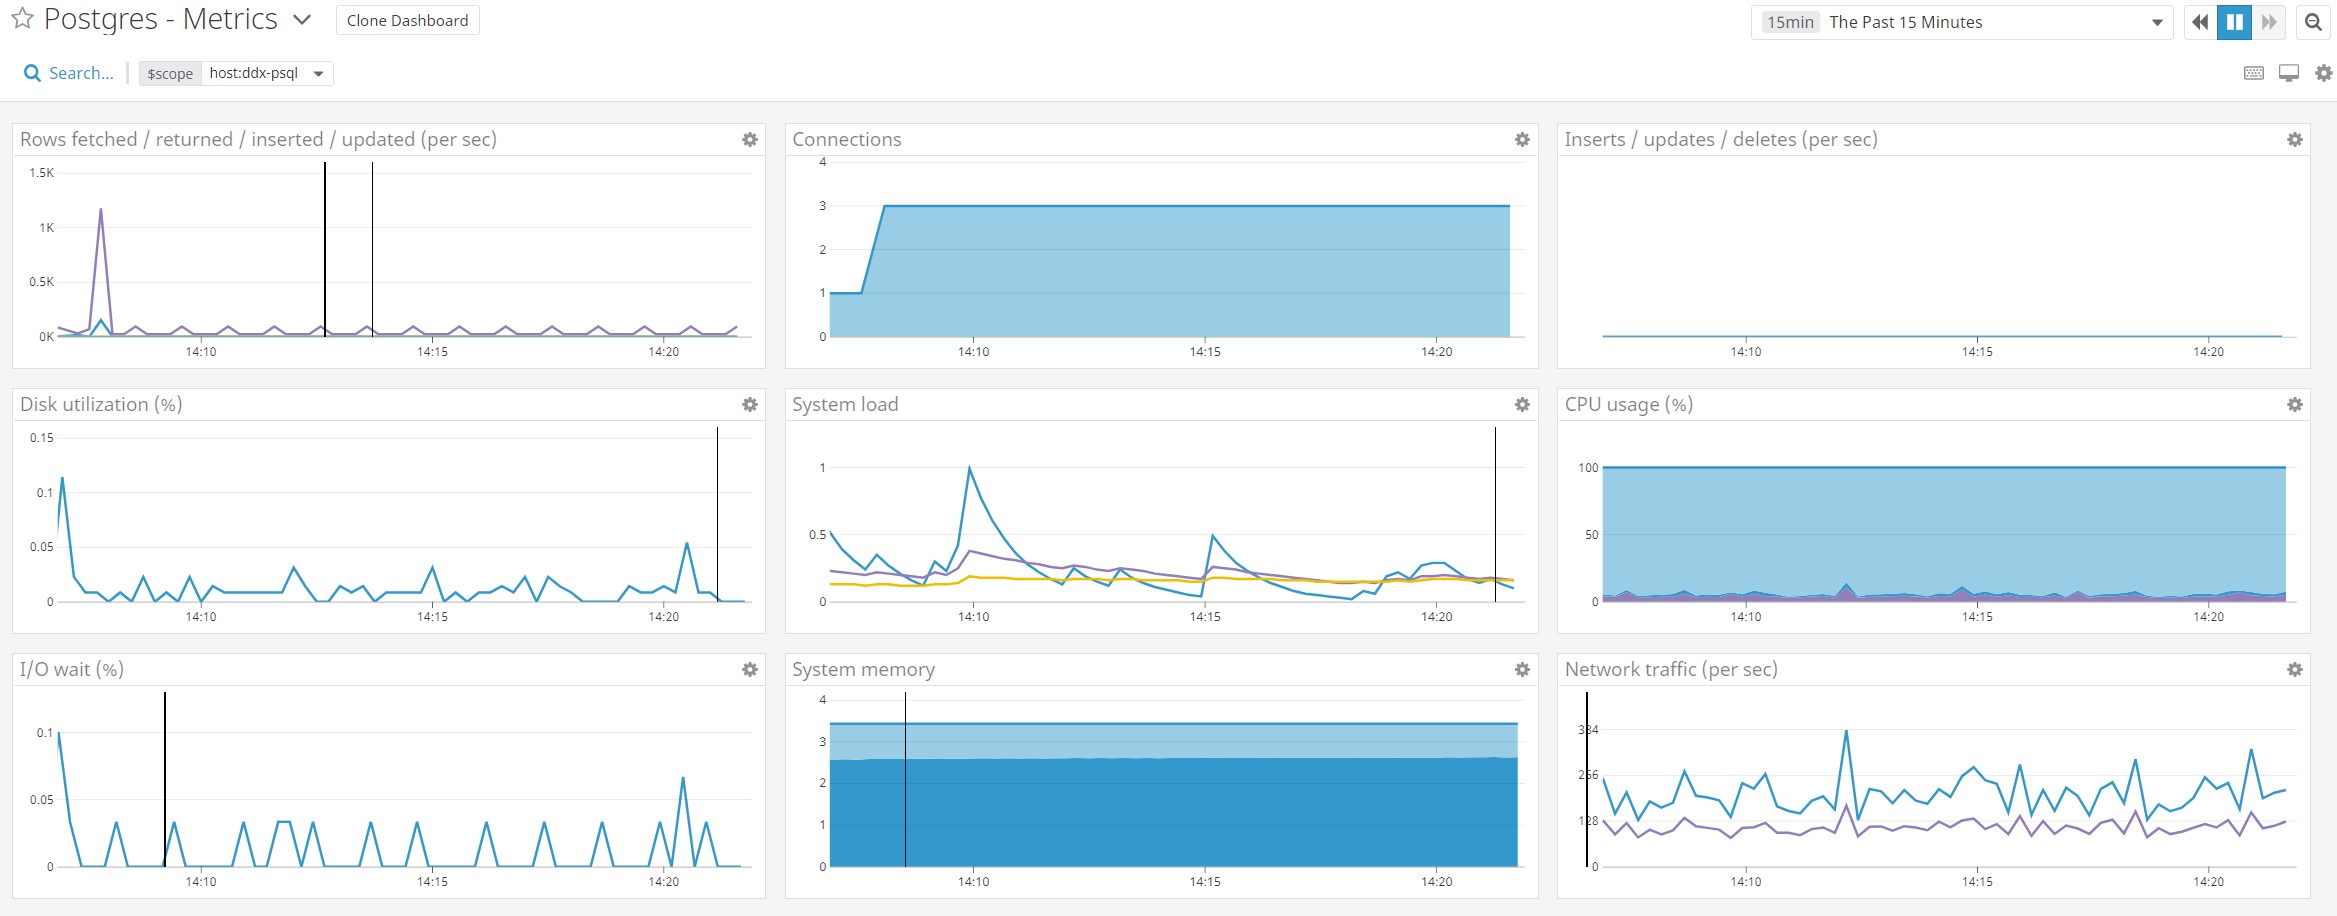 Postgres - Metrics
Clone Dashboard
15min The Past 15 Minutes
Search...
$scope host:ddx-psql
Rows fetched / returned / inserted / updated (per sec)
1.5K
1K
0.5K
0K
14:10 14:15 14:20
Connections
4
3
2
1
0
14:10 14:15 14:20
Inserts / updates / deletes (per sec)
14:10 14:15 14:20
Disk utilization (%)
0.15
0.1
0.05
0
14:10 14:15 14:20
System load
1
0.5
0
14:10 14:15 14:20
CPU usage (%)
100
50
0
14:10 14:15 14:20
I/O wait (%)
0.1
0.05
0
14:10 14:15 14:20
System memory
4
3
2
1
0
14:10 14:15 14:20
Network traffic (per sec)
384
256
128
0
14:10 14:15 14:20